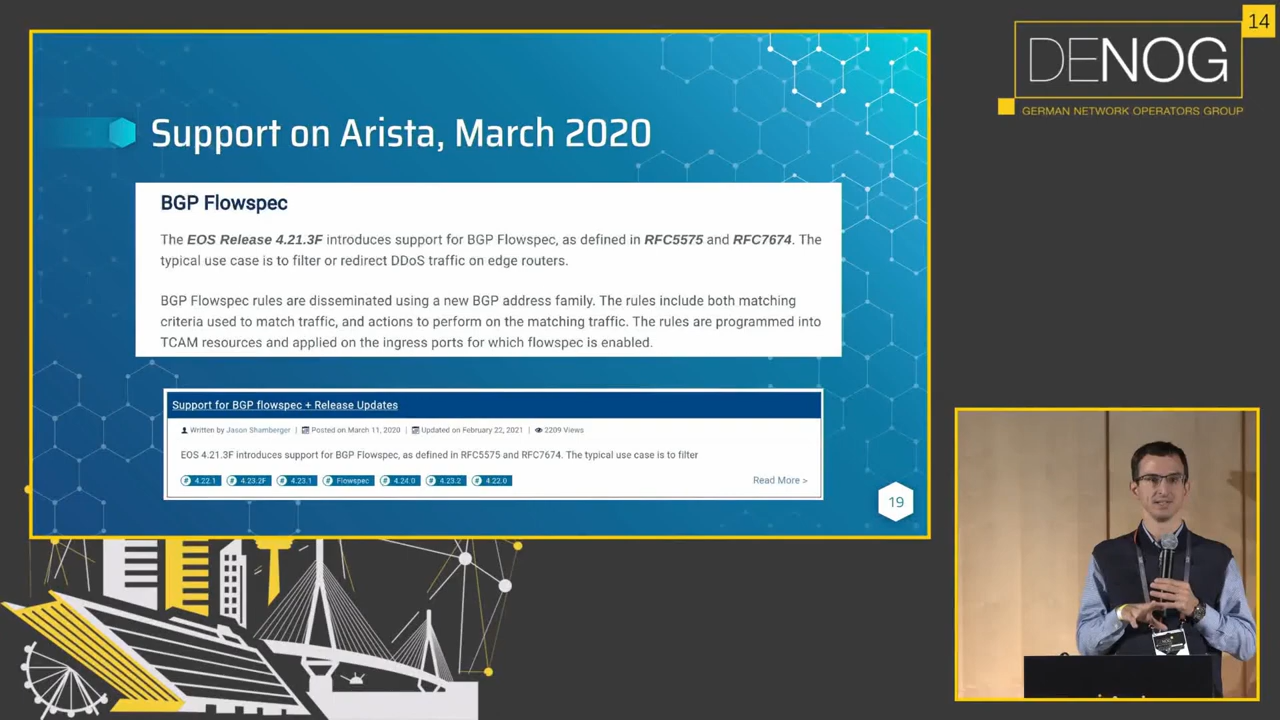 14
DENOG
GERMAN NETWORK OPERATORS GROUP
Support on Arista, March 2020
BGP Flowspec
The EOS Release 4.21.3F introduces support for BGP Flowspec, as defined in RFC5575 and RFC7674. The
typical use case is to filter or redirect DDoS traffic on edge routers.
BGP Flowspec rules are disseminated using a new BGP address family. The rules include both matching
criteria used to match traffic, and actions to perform on the matching traffic. The rules are programmed into
TCAM resources and applied on the ingress ports for which flowspec is enabled.
Support for BGP flowspec + Release Updates
Written by Jason Shamberger | Posted on March 11, 2020 | Updated on February 22, 2021 | 2209 Views
EOS 4.21.3F introduces support for BGP Flowspec, as defined in RFC5575 and RFC7674. The typical use case is to filter
# 4.22.1 # 4.23.2F # 4.23.1 # Flowspec # 4.24.0 # 4.23.2 # 4.22.0
Read More >
19